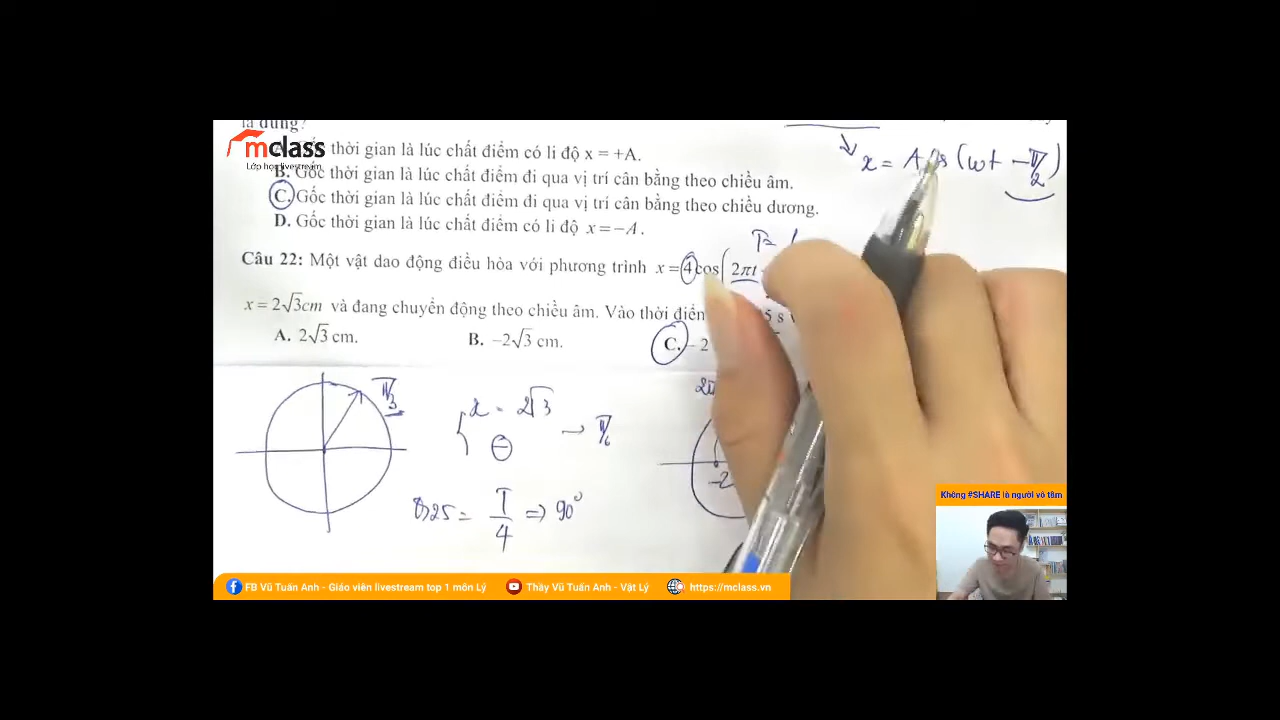 là đúng?
mclass
Lớp học livestream
Gốc thời gian là lúc chất điểm có li độ x = +A.
B. Gốc thời gian là lúc chất điểm đi qua vị trí cân bằng theo chiều âm.
C. Gốc thời gian là lúc chất điểm đi qua vị trí cân bằng theo chiều dương.
D. Gốc thời gian là lúc chất điểm có li độ x = −A.
x = A cos (ωt − π/2)
T =
Câu 22: Một vật dao động điều hòa với phương trình x = 4cos(2πt
x = 2√3cm và đang chuyển động theo chiều âm. Vào thời điểm 5 s
A. 2√3 cm. B. −2√3 cm. C. −2
π/3
x = 2√3
⊖ → π/6
0,25 = T/4 ⇒ 90°
2π
−2
Không #SHARE là người vô tâm
FB Vũ Tuấn Anh - Giáo viên livestream top 1 môn Lý Thầy Vũ Tuấn Anh - Vật Lý https://mclass.vn